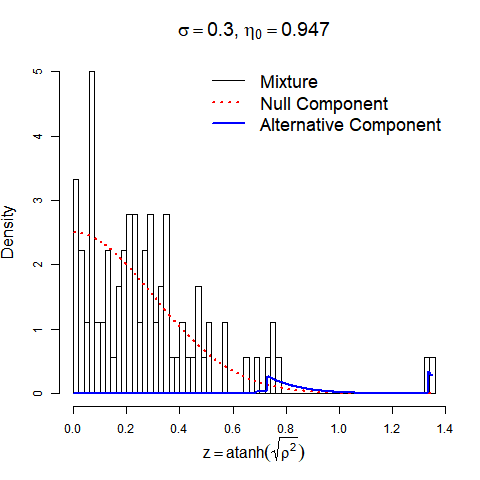 σ = 0.3, η₀ = 0.947
Mixture
Null Component
Alternative Component
Density
5
4
3
2
1
0
0.0 0.2 0.4 0.6 0.8 1.0 1.2 1.4
z = atanh(√ρ²)